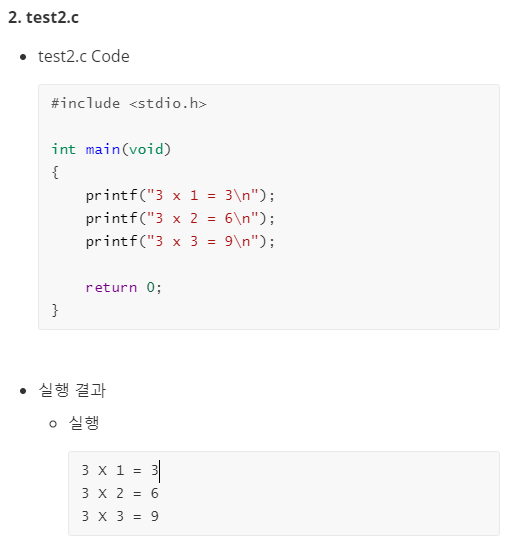 2. test2.c
test2.c Code
#include <stdio.h>
int main(void)
{
    printf("3 x 1 = 3\n");
    printf("3 x 2 = 6\n");
    printf("3 x 3 = 9\n");
    return 0;
}
실행 결과
실행
3 X 1 = 3
3 X 2 = 6
3 X 3 = 9